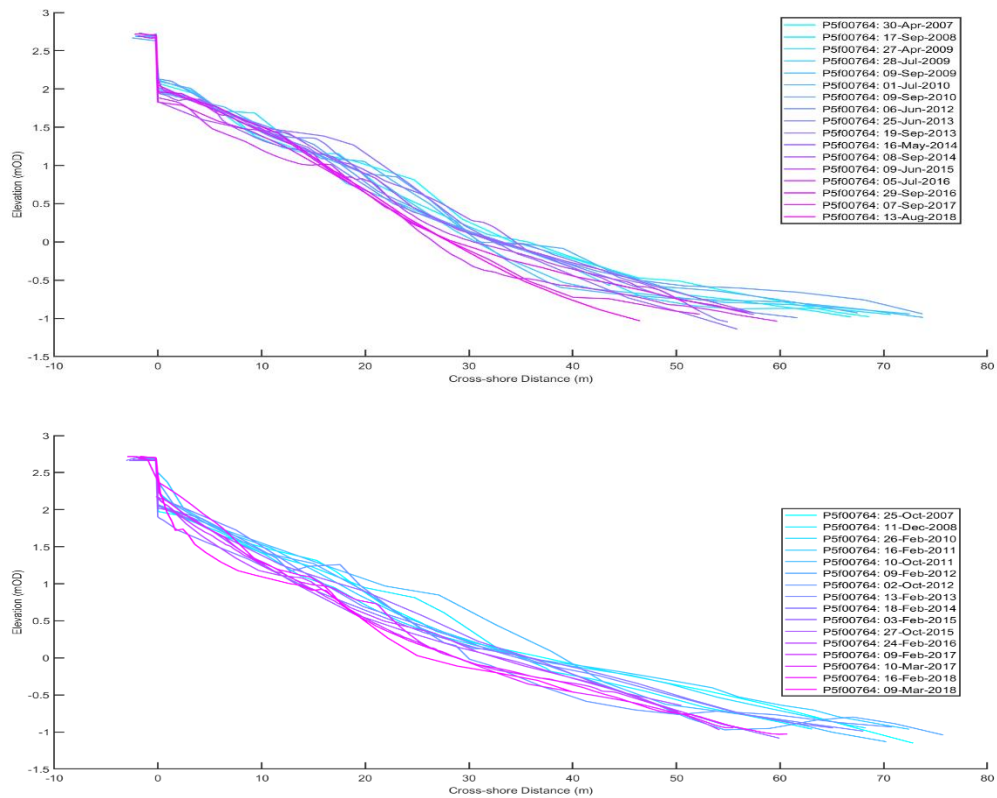 3
2.5
2
1.5
1
0.5
0
-0.5
-1
-1.5
Elevation (mOD)
-10
0
10
20
30
40
50
60
70
80
Cross-shore Distance (m)
P5f00764: 30-Apr-2007
P5f00764: 17-Sep-2008
P5f00764: 27-Apr-2009
P5f00764: 28-Jul-2009
P5f00764: 09-Sep-2009
P5f00764: 01-Jul-2010
P5f00764: 09-Sep-2010
P5f00764: 06-Jun-2012
P5f00764: 25-Jun-2013
P5f00764: 19-Sep-2013
P5f00764: 16-May-2014
P5f00764: 08-Sep-2014
P5f00764: 09-Jun-2015
P5f00764: 05-Jul-2016
P5f00764: 29-Sep-2016
P5f00764: 07-Sep-2017
P5f00764: 13-Aug-2018
3
2.5
2
1.5
1
0.5
0
-0.5
-1
-1.5
Elevation (mOD)
-10
0
10
20
30
40
50
60
70
80
Cross-shore Distance (m)
P5f00764: 25-Oct-2007
P5f00764: 11-Dec-2008
P5f00764: 26-Feb-2010
P5f00764: 16-Feb-2011
P5f00764: 10-Oct-2011
P5f00764: 09-Feb-2012
P5f00764: 02-Oct-2012
P5f00764: 13-Feb-2013
P5f00764: 18-Feb-2014
P5f00764: 03-Feb-2015
P5f00764: 27-Oct-2015
P5f00764: 24-Feb-2016
P5f00764: 09-Feb-2017
P5f00764: 10-Mar-2017
P5f00764: 16-Feb-2018
P5f00764: 09-Mar-2018